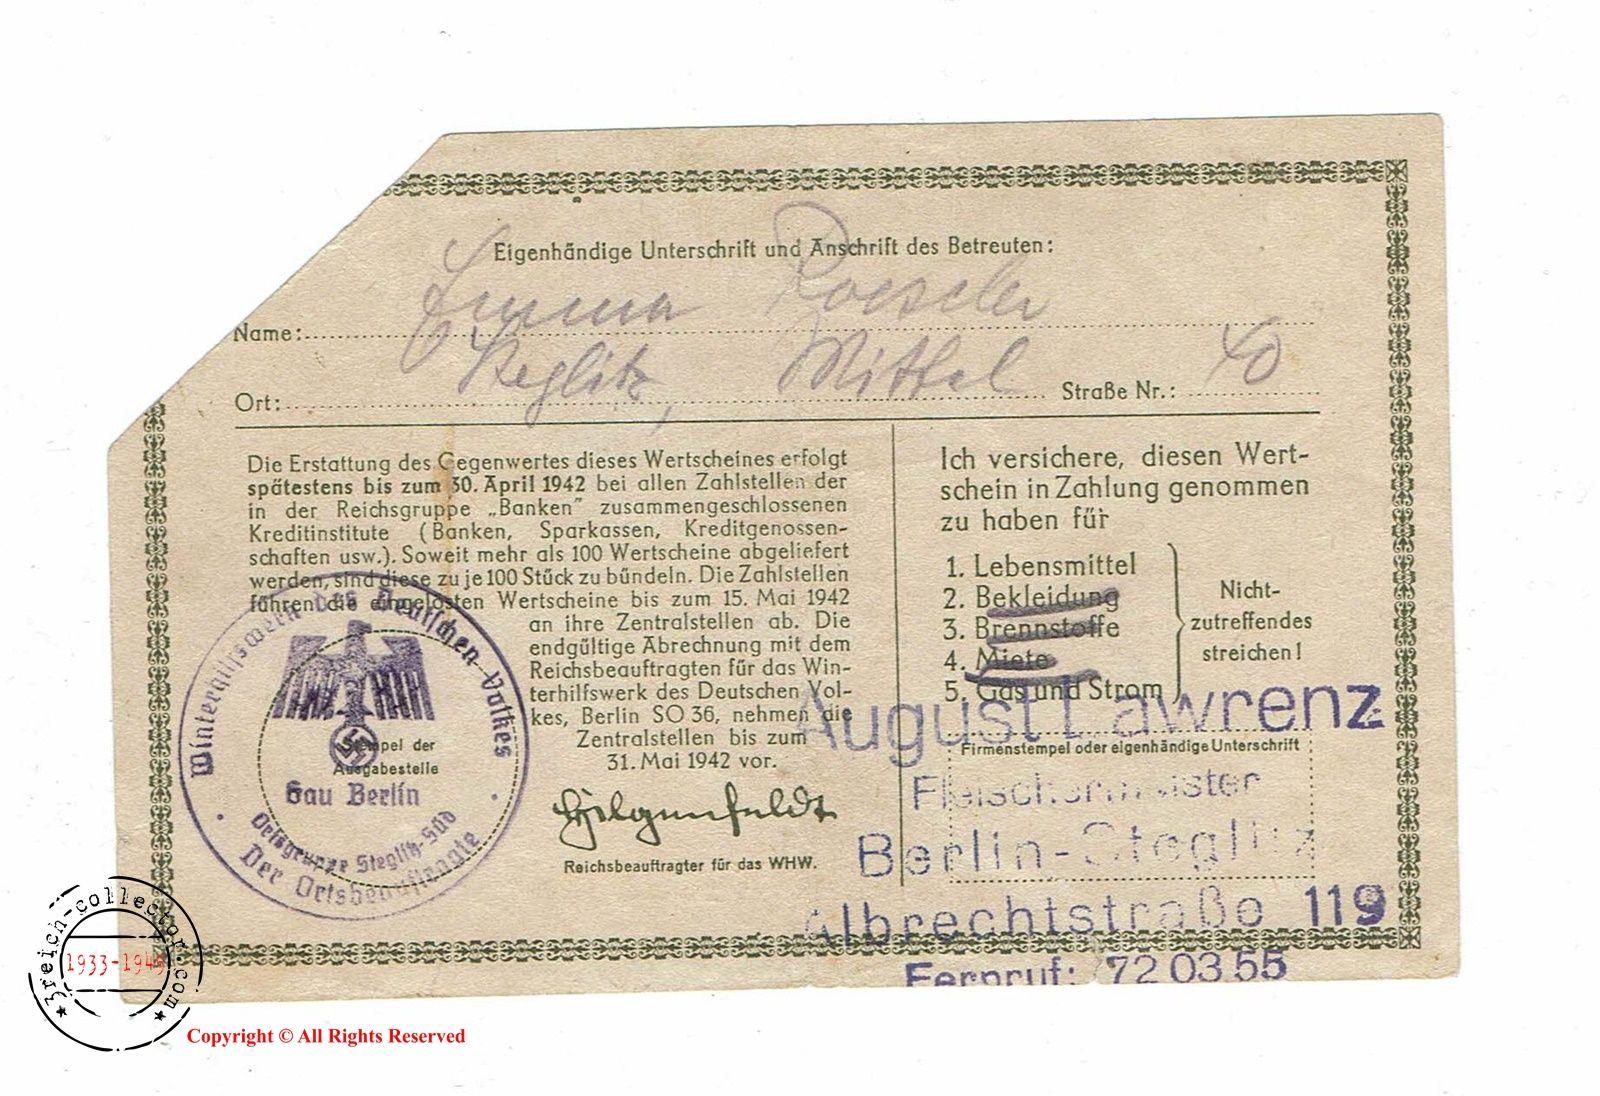 Eigenhändige Unterschrift und Anschrift des Betreuten:
Name: Emma Roeseler
Ort: Steglitz, Mittel Straße Nr.: 40
Die Erstattung des Gegenwertes dieses Wertscheines erfolgt
spätestens bis zum 30. April 1942 bei allen Zahlstellen der
in der Reichsgruppe „Banken" zusammengeschlossenen
Kreditinstitute (Banken, Sparkassen, Kreditgenossen-
schaften usw.). Soweit mehr als 100 Wertscheine abgeliefert
werden, sind diese zu je 100 Stück zu bündeln. Die Zahlstellen
führen die eingelösten Wertscheine bis zum 15. Mai 1942
an ihre Zentralstellen ab. Die
endgültige Abrechnung mit dem
Reichsbeauftragten für das Win-
terhilfswerk des Deutschen Vol-
kes, Berlin SO 36, nehmen die
Zentralstellen bis zum
31. Mai 1942 vor.
Hilgenfeldt
Reichsbeauftragter für das WHW.
Winterhilfswerk des Deutschen Volkes
Stempel der
Ausgabestelle
Gau Berlin
Ortsgruppe Steglitz-Süd
Der Ortsbeauftragte
Ich versichere, diesen Wert-
schein in Zahlung genommen
zu haben für
1. Lebensmittel
2. Bekleidung
3. Brennstoffe
4. Miete
5. Gas und Strom
Nicht-
zutreffendes
streichen!
Firmenstempel oder eigenhändige Unterschrift
August Lawrenz
Fleischermeister
Berlin-Steglitz
Albrechtstraße 119
Fernruf: 72 03 55
3reich-collector.com
1933-1945
Copyright © All Rights Reserved